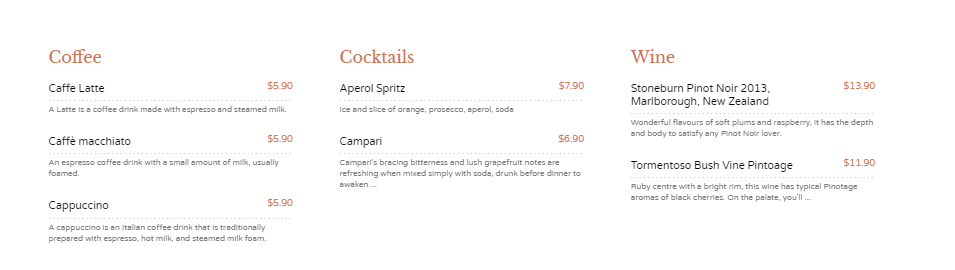 Coffee
Caffe Latte $5.90
A Latte is a coffee drink made with espresso and steamed milk.
Caffè macchiato $5.90
An espresso coffee drink with a small amount of milk, usually
foamed.
Cappuccino $5.90
A cappuccino is an Italian coffee drink that is traditionally
prepared with espresso, hot milk, and steamed milk foam.
Cocktails
Aperol Spritz $7.90
Ice and slice of orange, prosecco, aperol, soda
Campari $6.90
Campari's bracing bitterness and lush grapefruit notes are
refreshing when mixed simply with soda, drunk before dinner to
awaken ...
Wine
Stoneburn Pinot Noir 2013, $13.90
Marlborough, New Zealand
Wonderful flavours of soft plums and raspberry, it has the depth
and body to satisfy any Pinot Noir lover.
Tormentoso Bush Vine Pintoage $11.90
Ruby centre with a bright rim, this wine has typical Pinotage
aromas of black cherries. On the palate, you'll ...